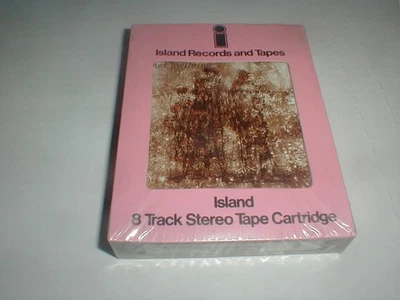 i
Island Records and Tapes
Island
8 Track Stereo Tape Cartridge